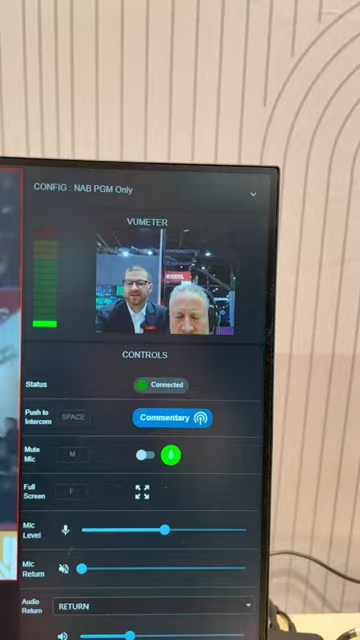 CONFIG : NAB PGM Only
VUMETER
RIEDEL
CONTROLS
Status
Connected
Push to Intercom
SPACE
Commentary
Mute Mic
M
Full Screen
F
Mic Level
Mic Return
Audio Return
RETURN